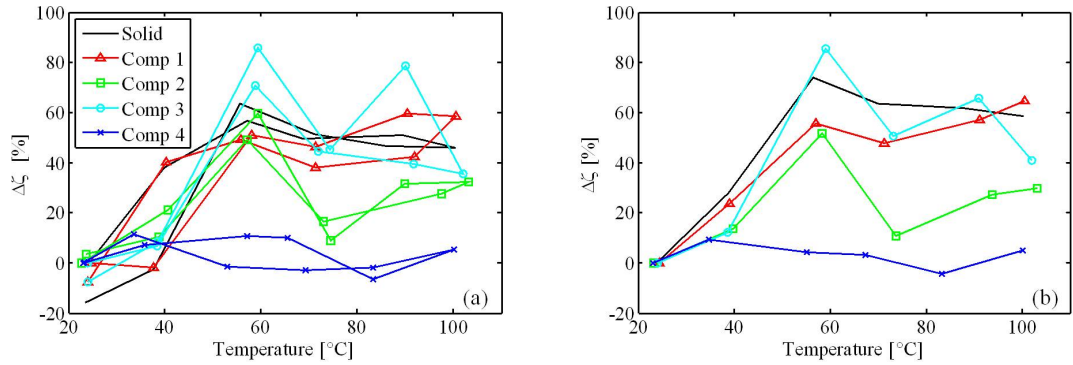 100
80
60
40
20
0
-20
Δζ [%]
Solid
Comp 1
Comp 2
Comp 3
Comp 4
(a)
20 40 60 80 100
Temperature [°C]
100
80
60
40
20
0
-20
Δζ [%]
(b)
20 40 60 80 100
Temperature [°C]